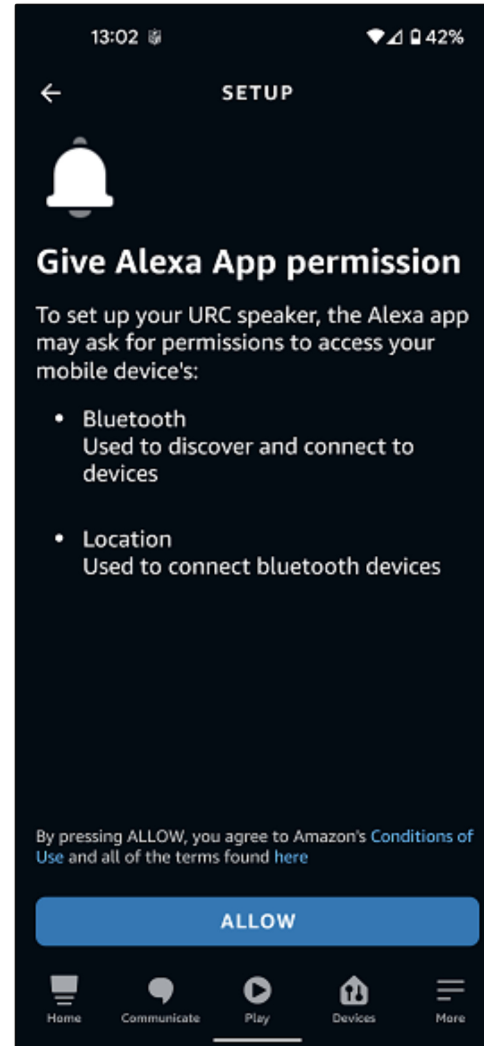 13:02 42%
SETUP
Give Alexa App permission
To set up your URC speaker, the Alexa app
may ask for permissions to access your
mobile device's:
• Bluetooth
Used to discover and connect to
devices
• Location
Used to connect bluetooth devices
By pressing ALLOW, you agree to Amazon's Conditions of
Use and all of the terms found here
ALLOW
Home Communicate Play Devices More